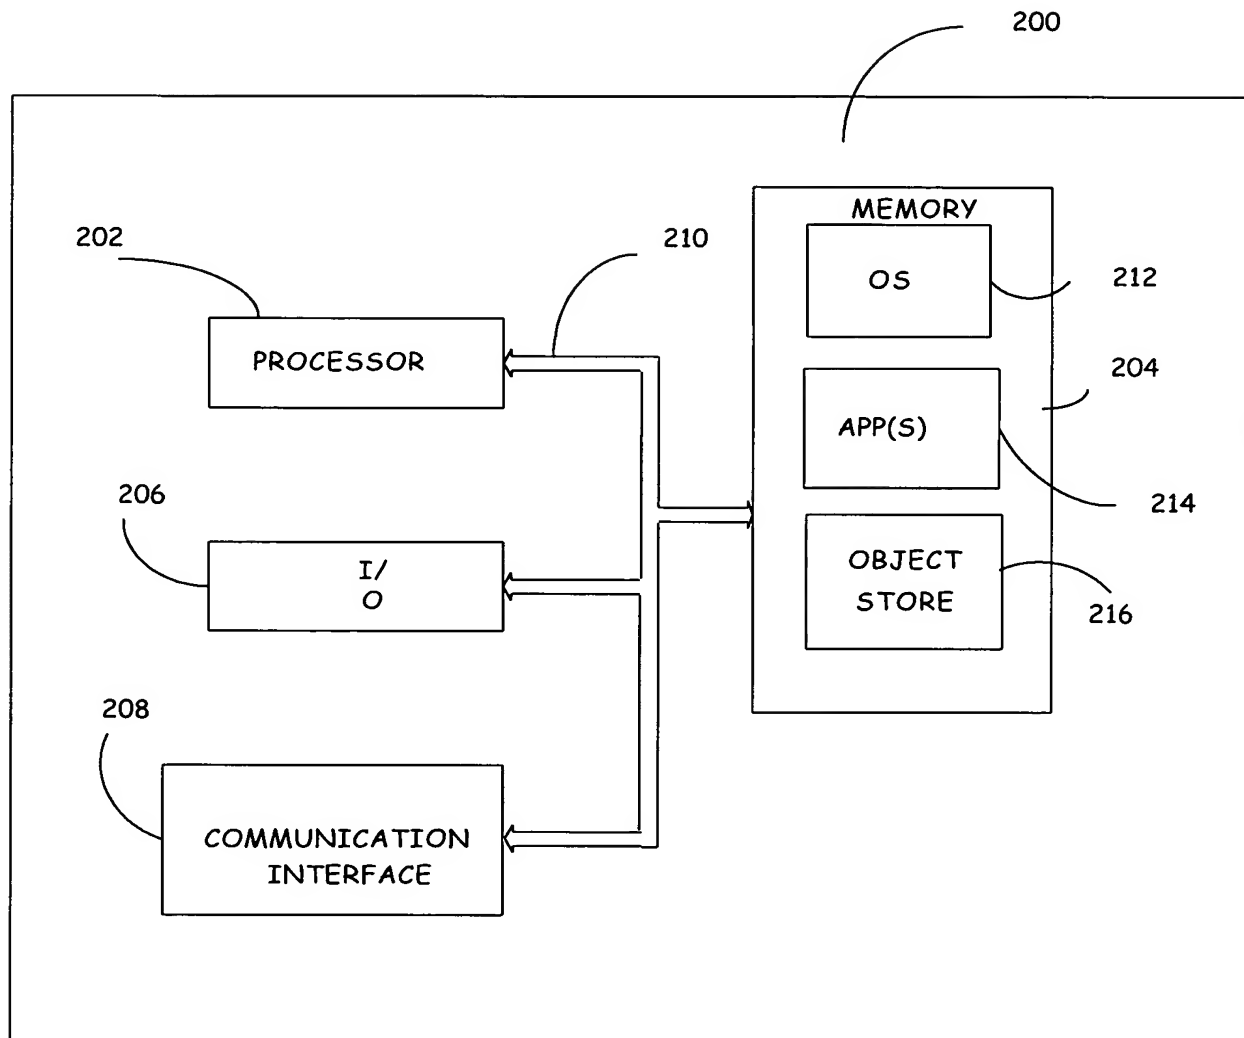 200
MEMORY
202
210
OS
212
PROCESSOR
204
APP(S)
206
214
I/
O
OBJECT
STORE
216
208
COMMUNICATION
INTERFACE